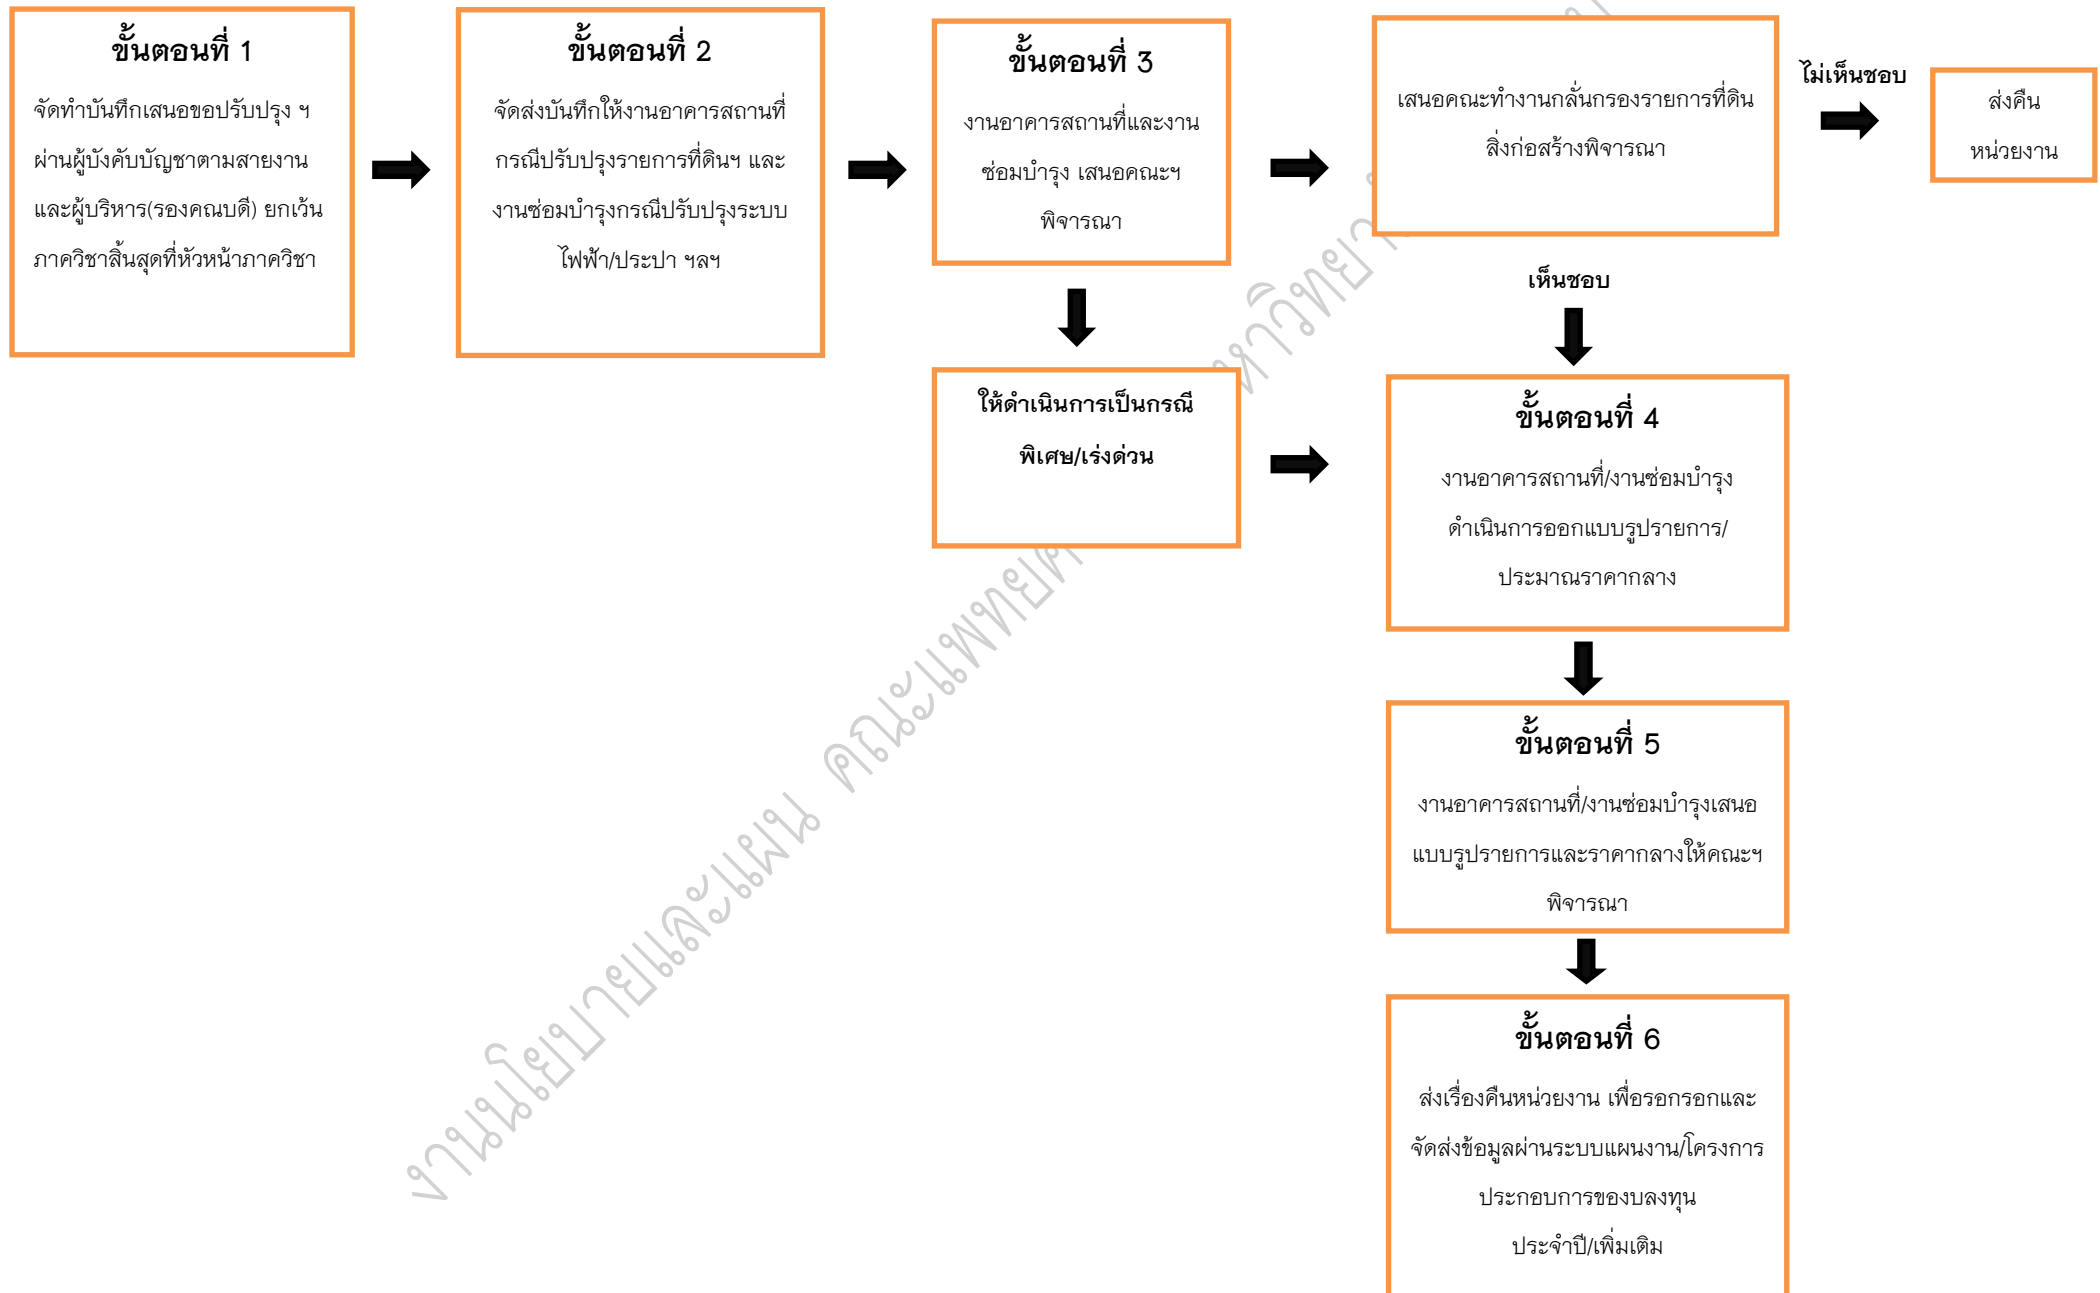 ขั้นตอนที่ 1
จัดทำบันทึกเสนอขอปรับปรุง ฯ
ผ่านผู้บังคับบัญชาตามสายงาน
และผู้บริหาร(รองคณบดี) ยกเว้น
ภาควิชาสิ้นสุดที่หัวหน้าภาควิชา
ขั้นตอนที่ 2
จัดส่งบันทึกให้งานอาคารสถานที่
กรณีปรับปรุงรายการที่ดินฯ และ
งานซ่อมบำรุงกรณีปรับปรุงระบบ
ไฟฟ้า/ประปา ฯลฯ
ขั้นตอนที่ 3
งานอาคารสถานที่และงาน
ซ่อมบำรุง เสนอคณะฯ
พิจารณา
เสนอคณะทำงานกลั่นกรองรายการที่ดิน
สิ่งก่อสร้างพิจารณา
ไม่เห็นชอบ
ส่งคืน
หน่วยงาน
เห็นชอบ
ให้ดำเนินการเป็นกรณี
พิเศษ/เร่งด่วน
ขั้นตอนที่ 4
งานอาคารสถานที่/งานซ่อมบำรุง
ดำเนินการออกแบบรูปรายการ/
ประมาณราคากลาง
ขั้นตอนที่ 5
งานอาคารสถานที่/งานซ่อมบำรุงเสนอ
แบบรูปรายการและราคากลางให้คณะฯ
พิจารณา
ขั้นตอนที่ 6
ส่งเรื่องคืนหน่วยงาน เพื่อรอกรอกและ
จัดส่งข้อมูลผ่านระบบแผนงาน/โครงการ
ประกอบการของบลงทุน
ประจำปี/เพิ่มเติม
งานนโยบายและแผน คณะแพทยศ